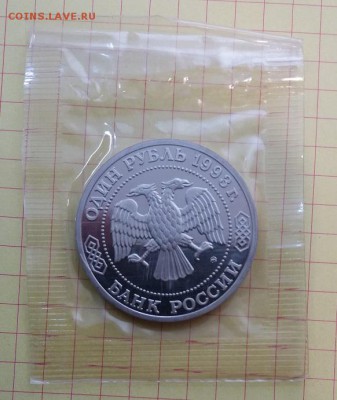 COINS.LAVE.RU
ОДИН РУБЛЬ 1993 г.
БАНК РОССИИ